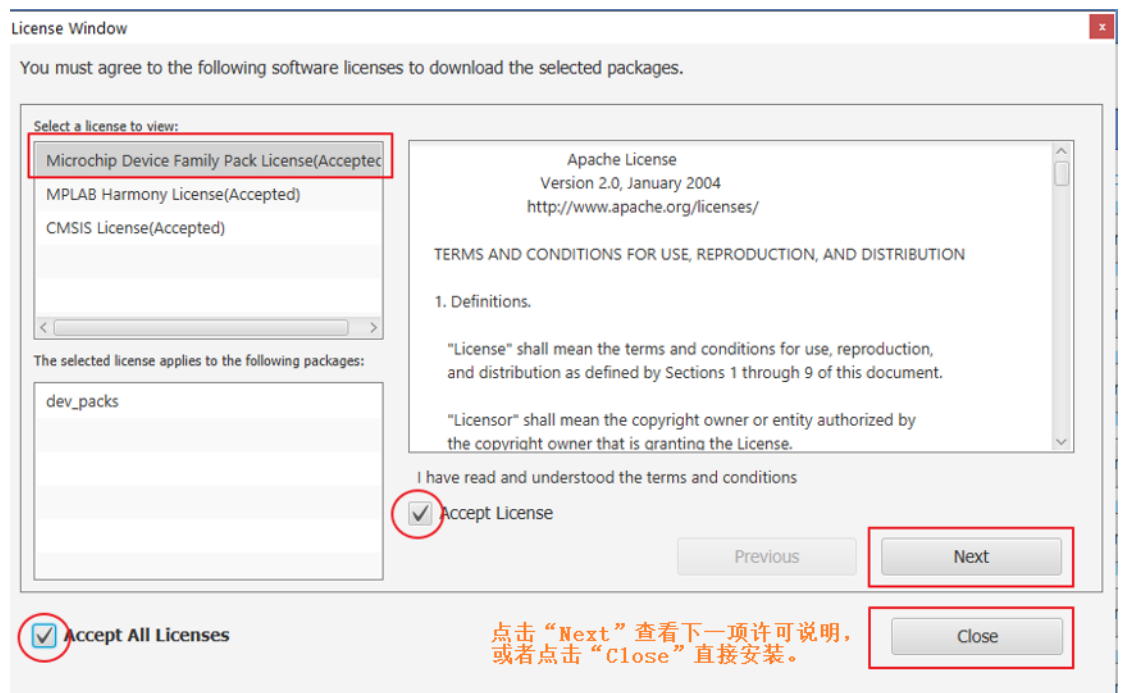 License Window
x
You must agree to the following software licenses to download the selected packages.
Select a license to view:
Microchip Device Family Pack License(Accepted
MPLAB Harmony License(Accepted)
CMSIS License(Accepted)
The selected license applies to the following packages:
dev_packs
Apache License
Version 2.0, January 2004
http://www.apache.org/licenses/
TERMS AND CONDITIONS FOR USE, REPRODUCTION, AND DISTRIBUTION
1. Definitions.
"License" shall mean the terms and conditions for use, reproduction,
and distribution as defined by Sections 1 through 9 of this document.
"Licensor" shall mean the copyright owner or entity authorized by
the copyright owner that is granting the License.
I have read and understood the terms and conditions
Accept License
Previous
Next
Accept All Licenses
点击“Next”查看下一项许可说明，
或者点击“Close”直接安装。
Close